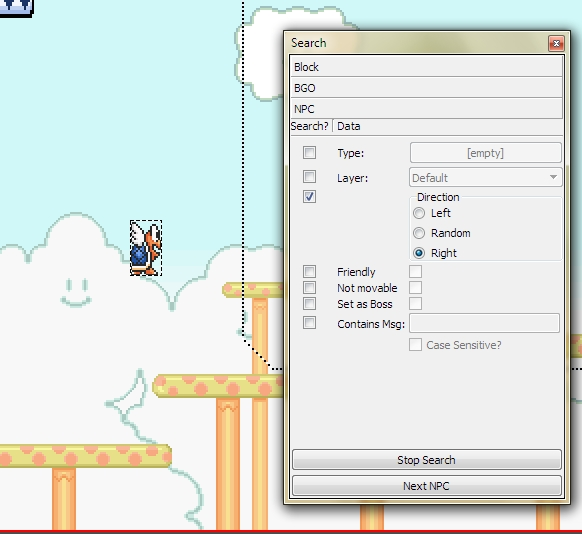 Search
Block
BGO
NPC
Search? Data
Type: [empty]
Layer: Default
Direction
Left
Random
Right
Friendly
Not movable
Set as Boss
Contains Msg:
Case Sensitive?
Stop Search
Next NPC